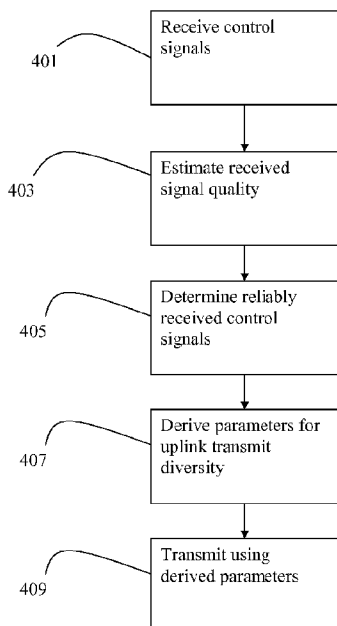 Receive control
signals
401
Estimate received
signal quality
403
Determine reliably
received control
signals
405
Derive parameters for
uplink transmit
diversity
407
Transmit using
derived parameters
409